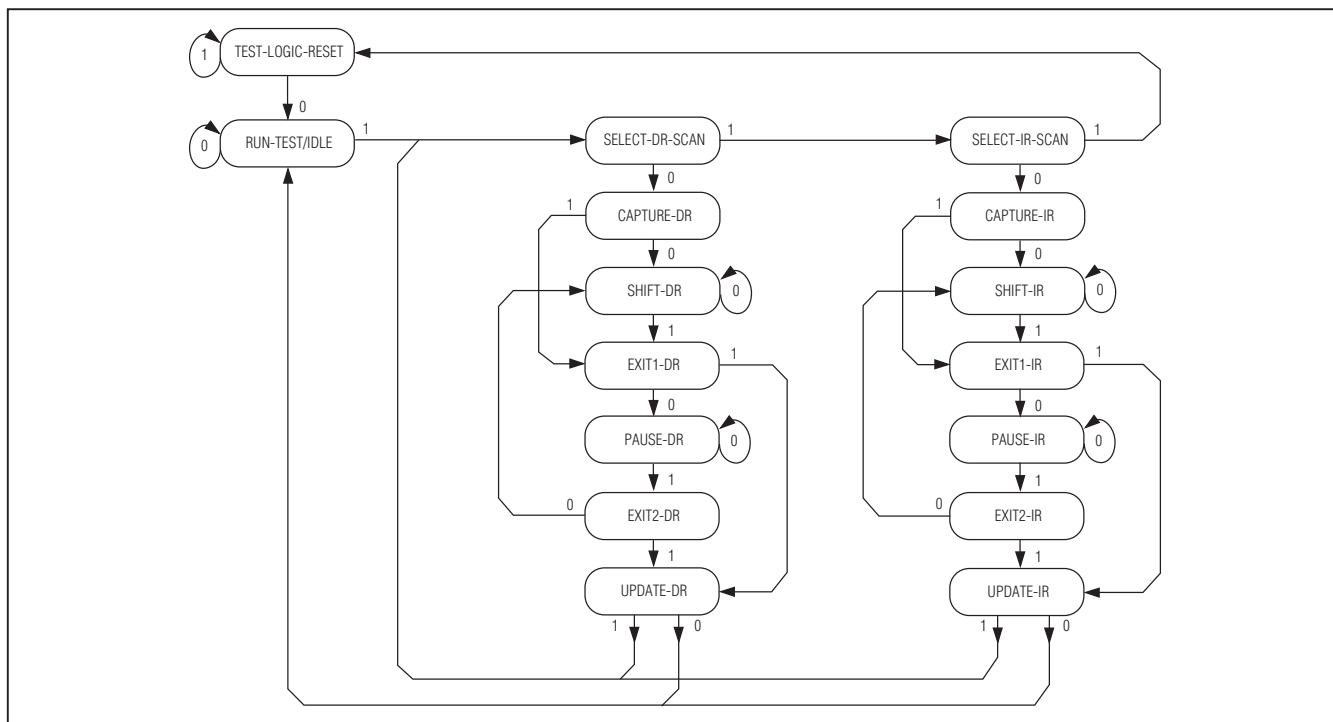 1
TEST-LOGIC-RESET
0
0
RUN-TEST/IDLE
1
SELECT-DR-SCAN
1
SELECT-IR-SCAN
1
0
0
1
CAPTURE-DR
1
CAPTURE-IR
0
0
SHIFT-DR
0
SHIFT-IR
0
1
1
EXIT1-DR
1
EXIT1-IR
1
0
0
PAUSE-DR
0
PAUSE-IR
0
1
1
0
EXIT2-DR
0
EXIT2-IR
1
1
UPDATE-DR
UPDATE-IR
1
0
1
0